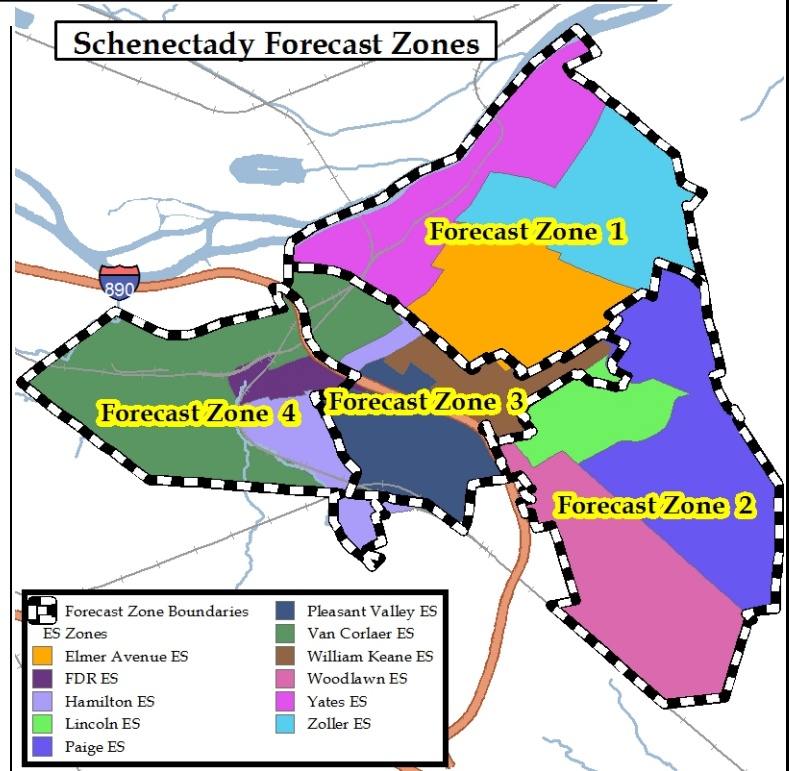 Schenectady Forecast Zones
Forecast Zone 1
890
Forecast Zone 4
Forecast Zone 3
Forecast Zone 2
Forecast Zone Boundaries
ES Zones
Elmer Avenue ES
FDR ES
Hamilton ES
Lincoln ES
Paige ES
Pleasant Valley ES
Van Corlaer ES
William Keane ES
Woodlawn ES
Yates ES
Zoller ES